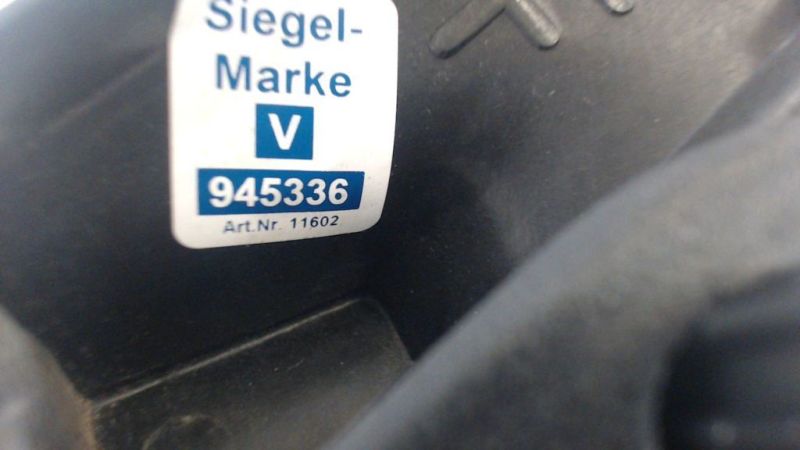 Siegel-
Marke
V
945336
Art.Nr. 11602